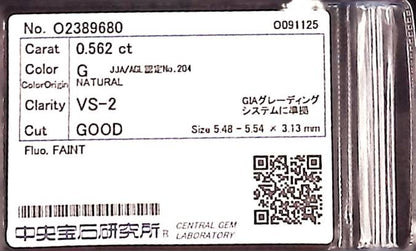 No. O2389680 O091125
Carat 0.562 ct
Color G JJA/AGL認定No.204
ColorOrigin NATURAL
Clarity VS-2 GIAグレーディング
システムに準拠
Cut GOOD Size 5.48 - 5.54 × 3.13 mm
Fluo. FAINT
中央宝石研究所® CENTRAL GEM
LABORATORY